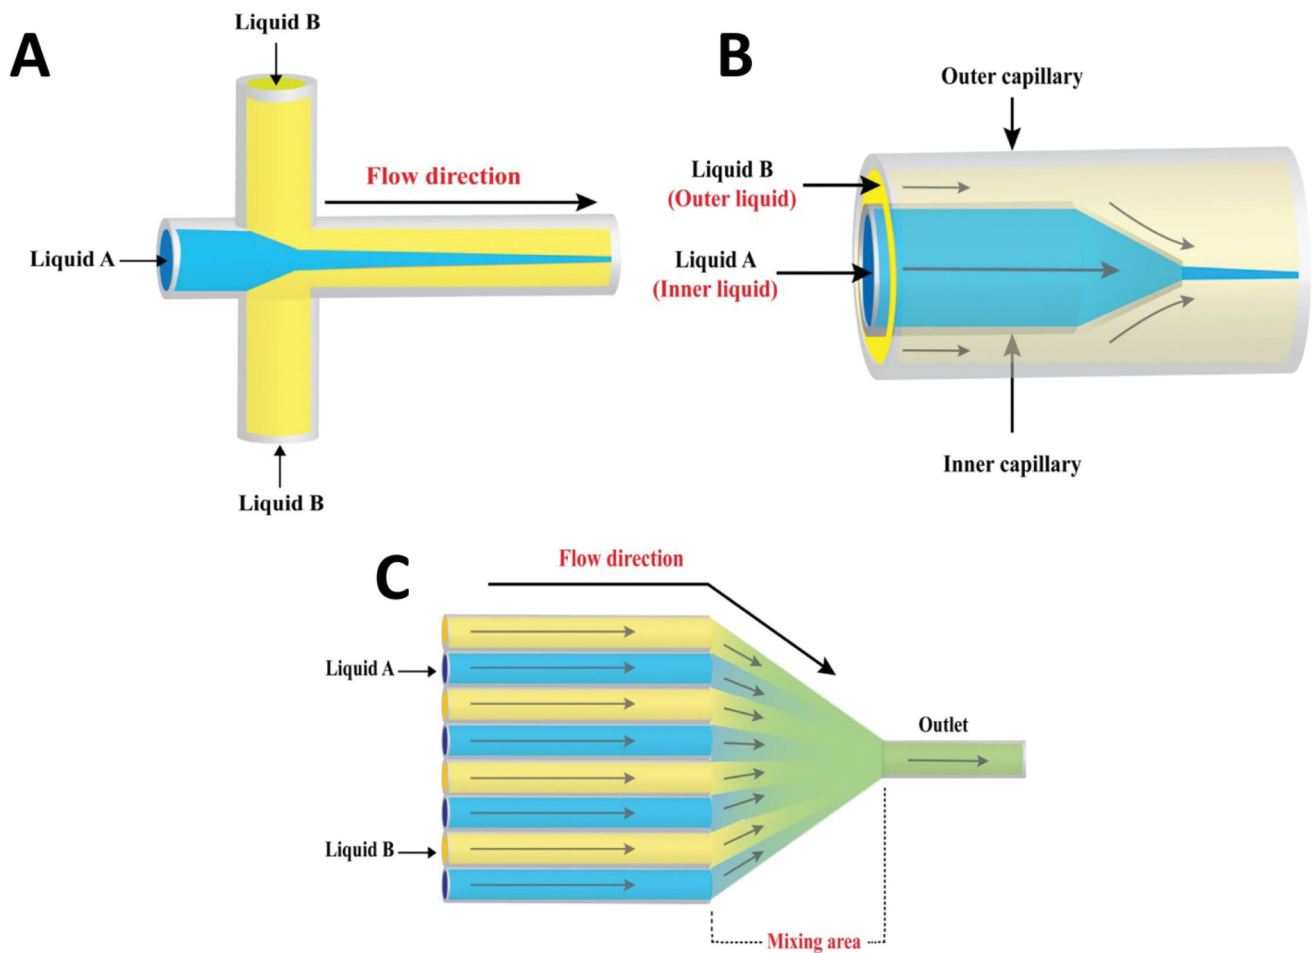 A
Liquid B
Flow direction
Liquid A
Liquid B
B
Outer capillary
Liquid B
(Outer liquid)
Liquid A
(Inner liquid)
Inner capillary
C
Flow direction
Liquid A
Outlet
Liquid B
Mixing area